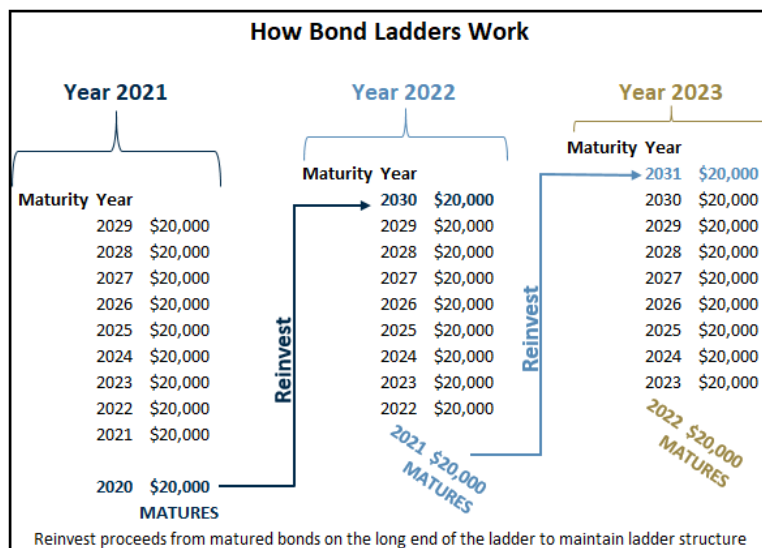 How Bond Ladders Work
Year 2021
Maturity Year
2029 $20,000
2028 $20,000
2027 $20,000
2026 $20,000
2025 $20,000
2024 $20,000
2023 $20,000
2022 $20,000
2021 $20,000
2020 $20,000
MATURES
Reinvest
Year 2022
Maturity Year
2030 $20,000
2029 $20,000
2028 $20,000
2027 $20,000
2026 $20,000
2025 $20,000
2024 $20,000
2023 $20,000
2022 $20,000
2021 $20,000
MATURES
Reinvest
Year 2023
Maturity Year
2031 $20,000
2030 $20,000
2029 $20,000
2028 $20,000
2027 $20,000
2026 $20,000
2025 $20,000
2024 $20,000
2023 $20,000
2022 $20,000
MATURES
Reinvest proceeds from matured bonds on the long end of the ladder to maintain ladder structure